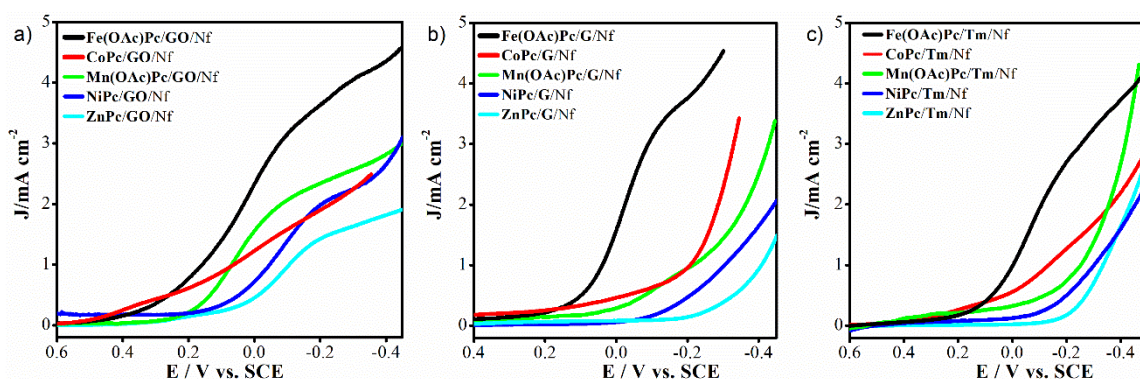 a)
Fe(OAc)Pc/GO/Nf
CoPc/GO/Nf
Mn(OAc)Pc/GO/Nf
NiPc/GO/Nf
ZnPc/GO/Nf
J/mA cm-2
5
4
3
2
1
0
0.6 0.4 0.2 0.0 -0.2 -0.4
E / V vs. SCE
b)
Fe(OAc)Pc/G/Nf
CoPc/G/Nf
Mn(OAc)Pc/G/Nf
NiPc/G/Nf
ZnPc/G/Nf
J/mA cm-2
5
4
3
2
1
0
0.4 0.2 0.0 -0.2 -0.4
E / V vs. SCE
c)
Fe(OAc)Pc/Tm/Nf
CoPc/Tm/Nf
Mn(OAc)Pc/Tm/Nf
NiPc/Tm/Nf
ZnPc/Tm/Nf
J/mA cm-2
5
4
3
2
1
0
0.6 0.4 0.2 0.0 -0.2 -0.4
E / V vs. SCE